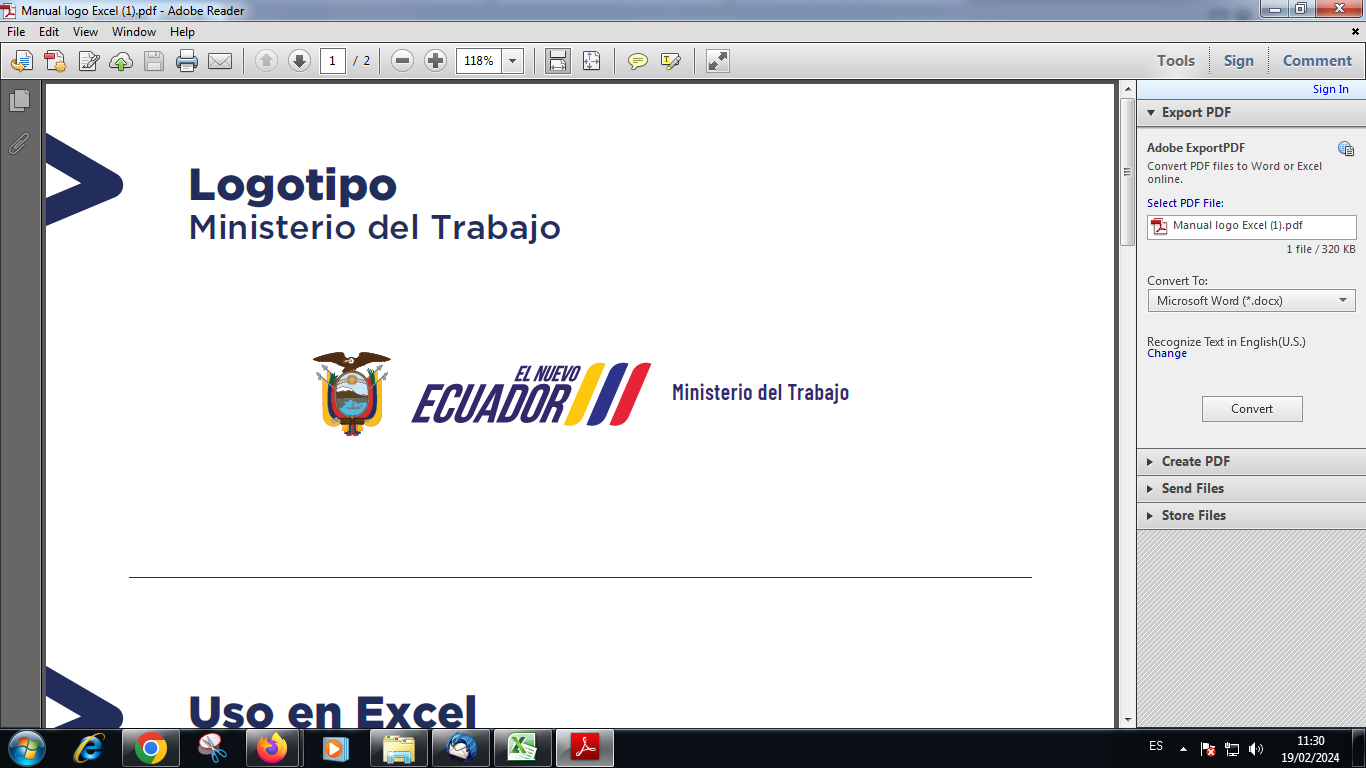 Manual logo Excel (1).pdf - Adobe Reader
File Edit View Window Help
1 / 2 118% Tools Sign Comment
Sign In
Export PDF
Adobe ExportPDF
Convert PDF files to Word or Excel
online.
Select PDF File:
Manual logo Excel (1).pdf
1 file / 320 KB
Convert To:
Microsoft Word (*.docx)
Recognize Text in English(U.S.)
Change
Convert
Create PDF
Send Files
Store Files
Logotipo
Ministerio del Trabajo
EL NUEVO
ECUADOR
Ministerio del Trabajo
Uso en Excel
ES
11:30
19/02/2024